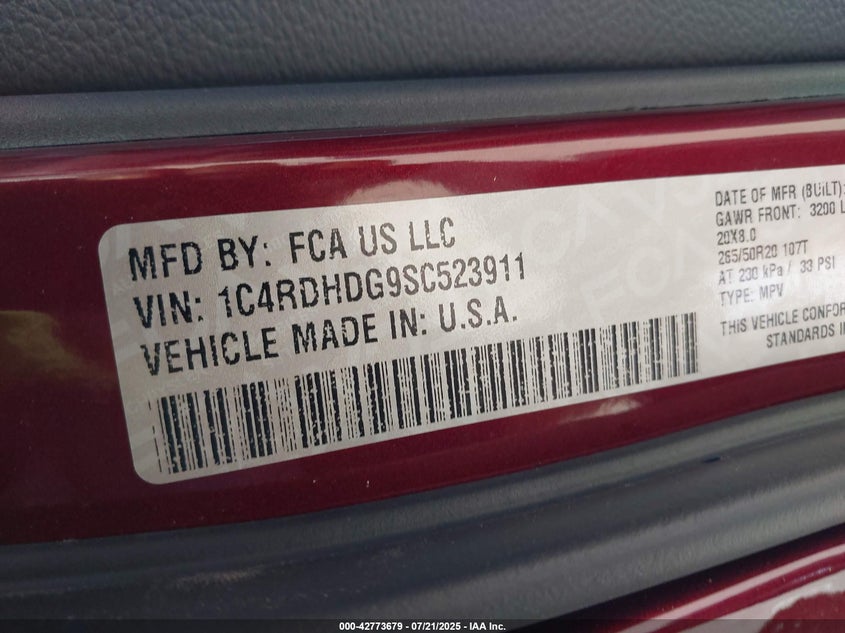 MFD BY: FCA US LLC
VIN: 1C4RDHDG9SC523911
VEHICLE MADE IN: U.S.A.
DATE OF MFR (BUILT):
GAWR FRONT: 3200 L
20X8.0
265/50R20 107T
AT 230 kPa / 33 PSI
TYPE: MPV
THIS VEHICLE CONFOR
STANDARDS IN
000-42773679 - 07/21/2025 - IAA Inc.